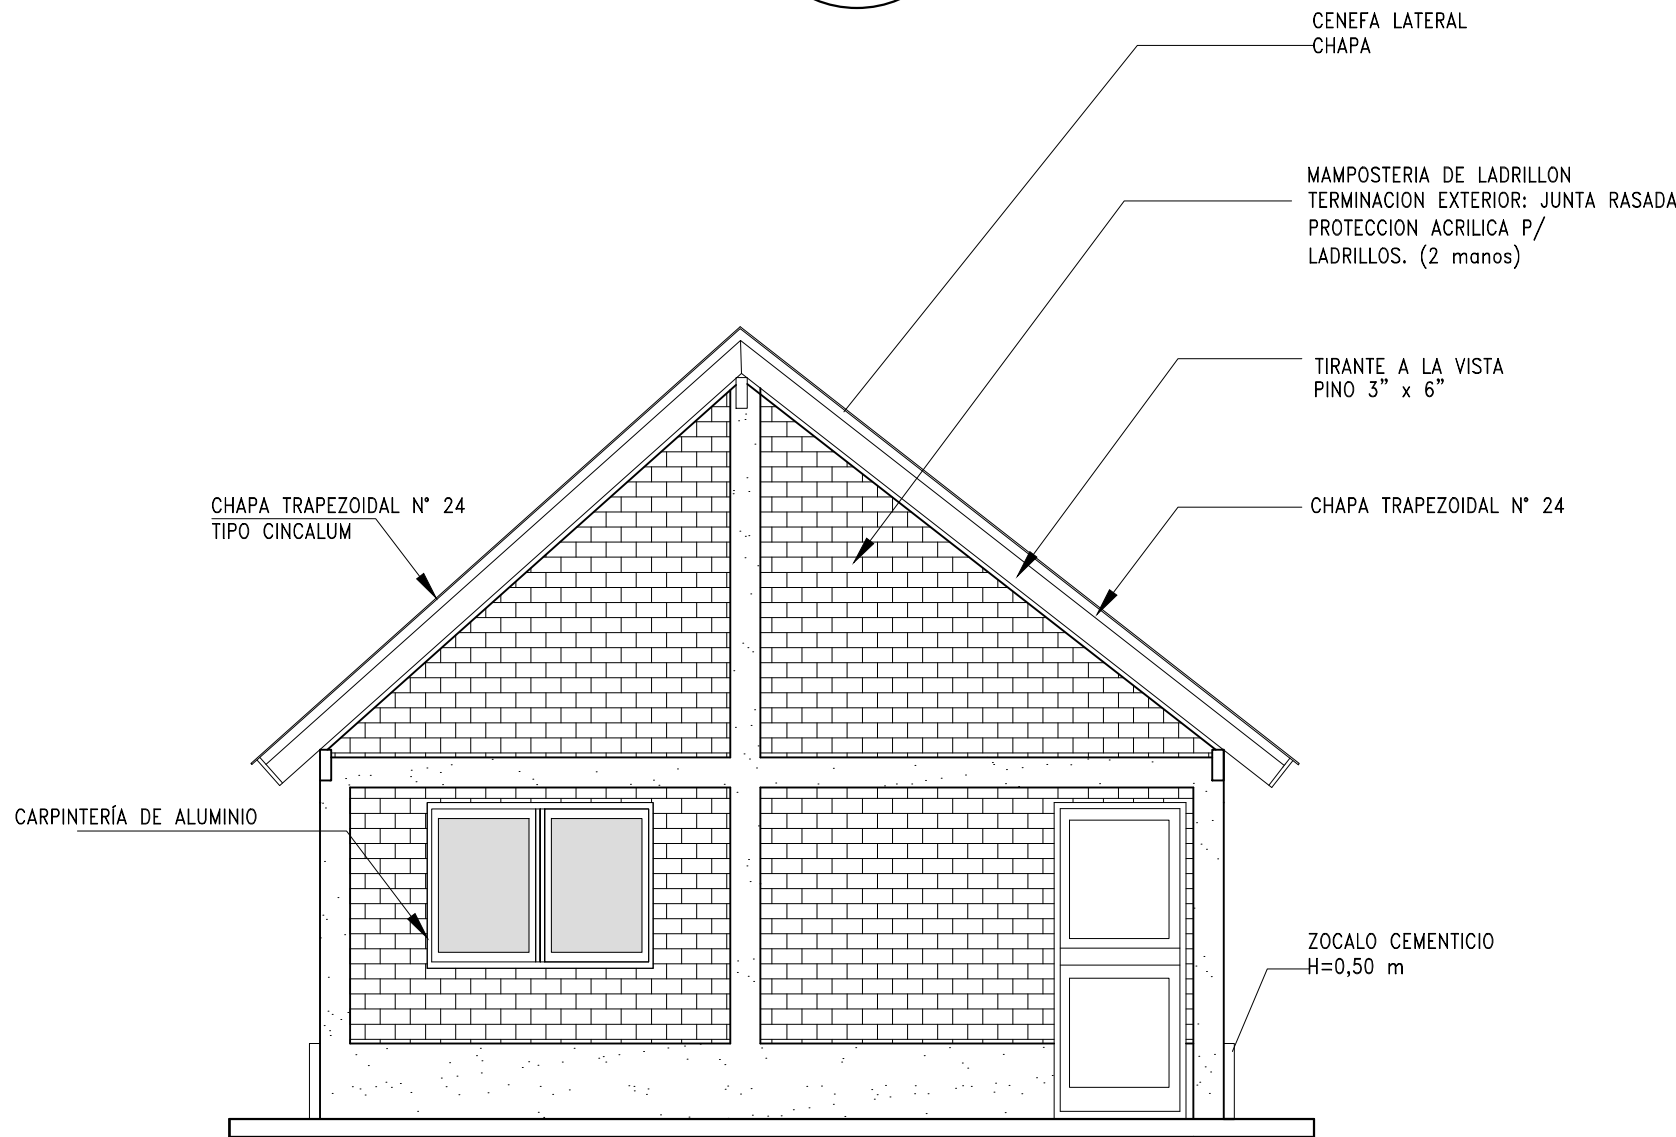 CENEFA LATERAL
CHAPA
MAMPOSTERIA DE LADRILLON
TERMINACION EXTERIOR: JUNTA RASADA
PROTECCION ACRILICA P/
LADRILLOS. (2 manos)
TIRANTE A LA VISTA
PINO 3” x 6”
CHAPA TRAPEZOIDAL N° 24
TIPO CINCALUM
CHAPA TRAPEZOIDAL N° 24
CARPINTERÍA DE ALUMINIO
ZOCALO CEMENTICIO
H=0,50 m